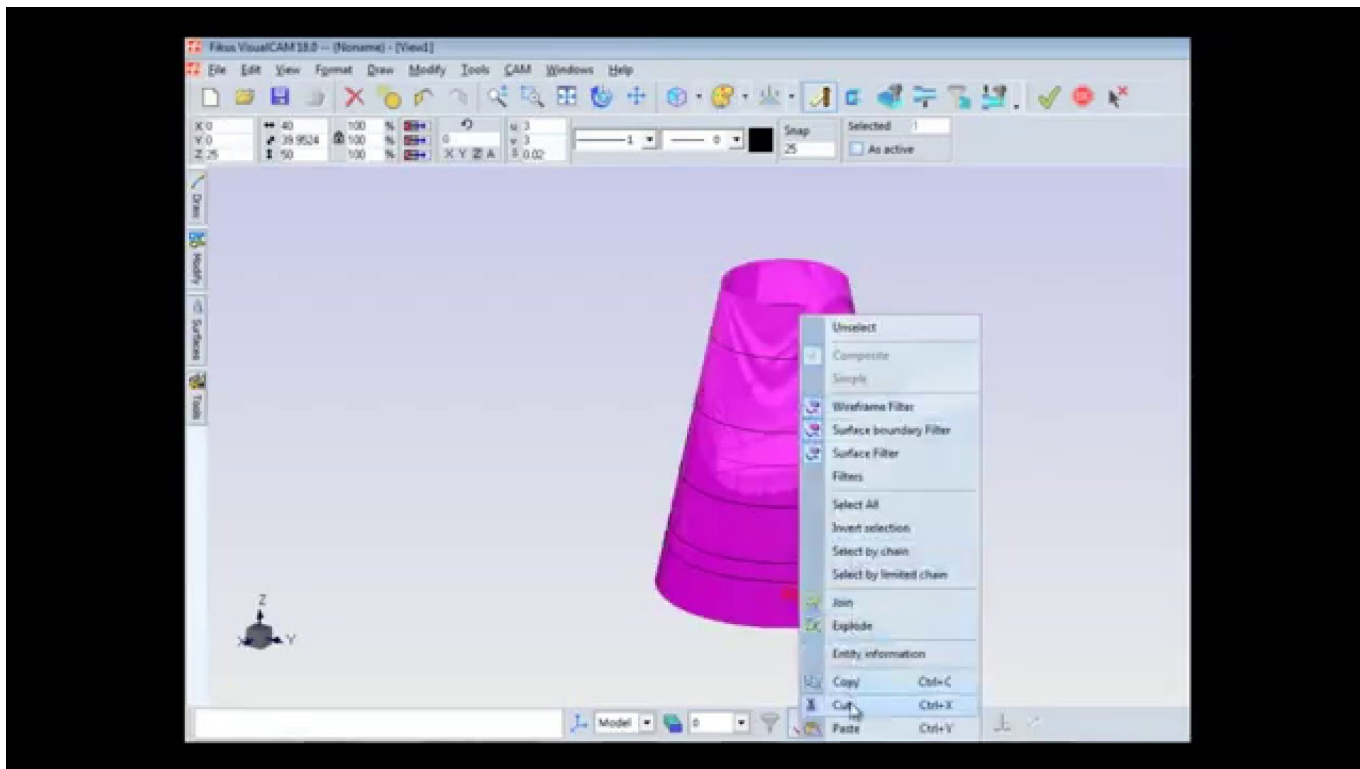 Fikus VisualCAM 18.0 -- (Noname) - [View1]
File Edit View Format Draw Modify Tools CAM Windows Help
X 0 40 100 % u 3
Y 0 39.9524 100 % 0 v 3
Z 25 50 100 % X Y Z A 0.02
1 0
Snap
25
Selected 1
As active
Draw
Modify
Surfaces
Tools
Unselect
Composite
Simple
Wireframe Filter
Surface boundary Filter
Surface Filter
Filters
Select All
Invert selection
Select by chain
Select by limited chain
Join
Explode
Entity information
Copy Ctrl+C
Cut Ctrl+X
Paste Ctrl+V
Z
X Y
Model 0